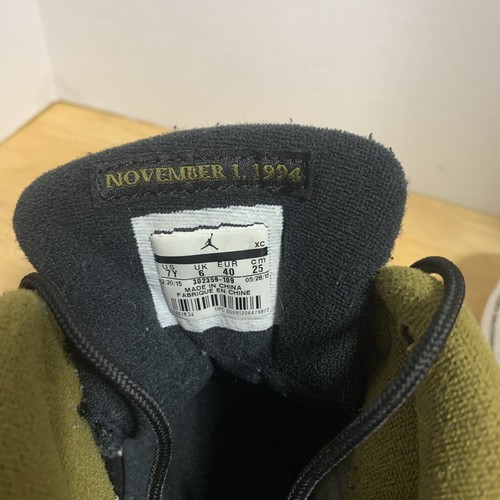 NOVEMBER 1, 1994
XC
US UK EUR cm
7Y 6 40 25
302359-109
MADE IN CHINA
FABRIQUE EN CHINE